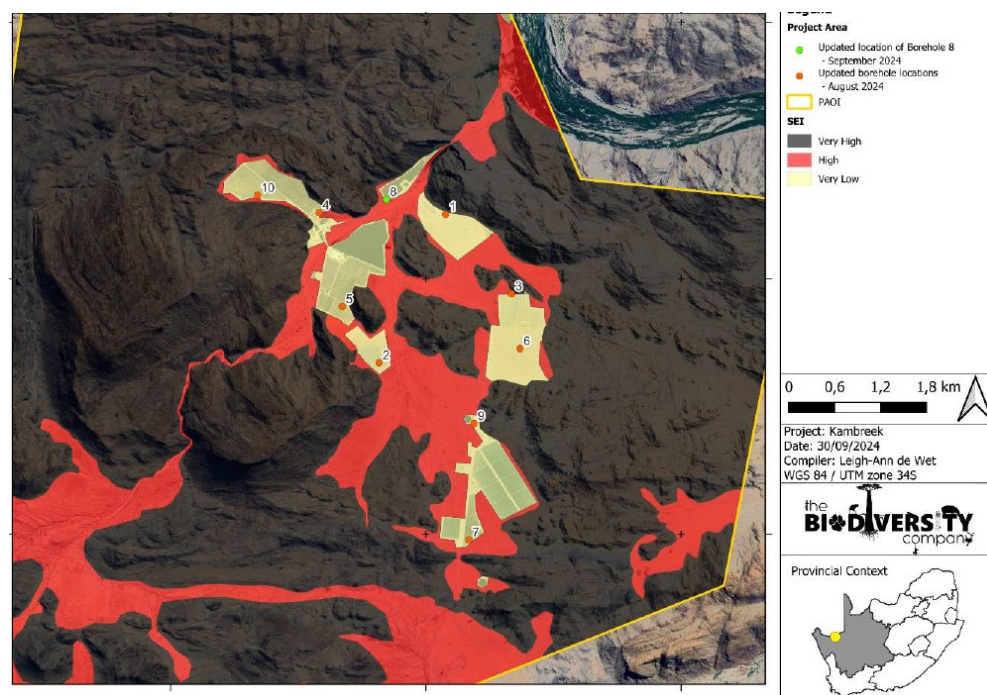 10
4
8
1
3
5
6
2
9
7
Legend
Project Area
Updated location of Borehole 8
- September 2024
Updated borehole locations
- August 2024
PAOI
SEI
Very High
High
Very Low
0 0,6 1,2 1,8 km
Project: Kambreek
Date: 30/09/2024
Compiler: Leigh-Ann de Wet
WGS 84 / UTM zone 34S
the
BIODIVERSITY
company
Provincial Context